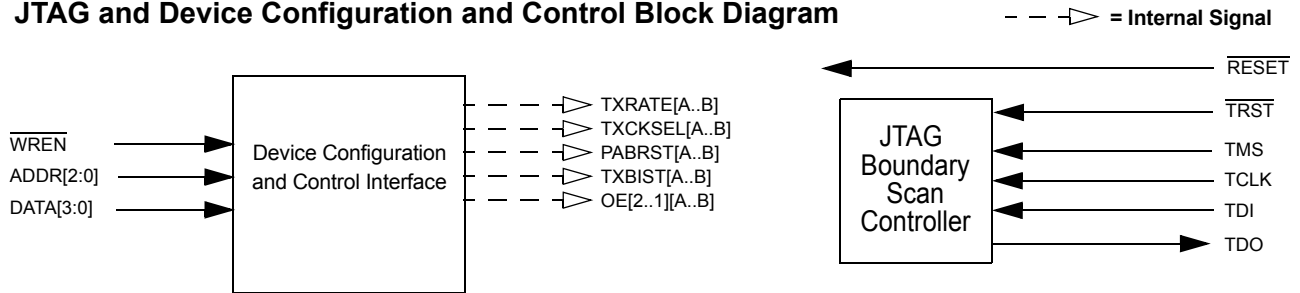 JTAG and Device Configuration and Control Block Diagram
= Internal Signal
WREN
ADDR[2:0]
DATA[3:0]
Device Configuration
and Control Interface
TXRATE[A..B]
TXCKSEL[A..B]
PABRST[A..B]
TXBIST[A..B]
OE[2..1][A..B]
JTAG
Boundary
Scan
Controller
RESET
TRST
TMS
TCLK
TDI
TDO